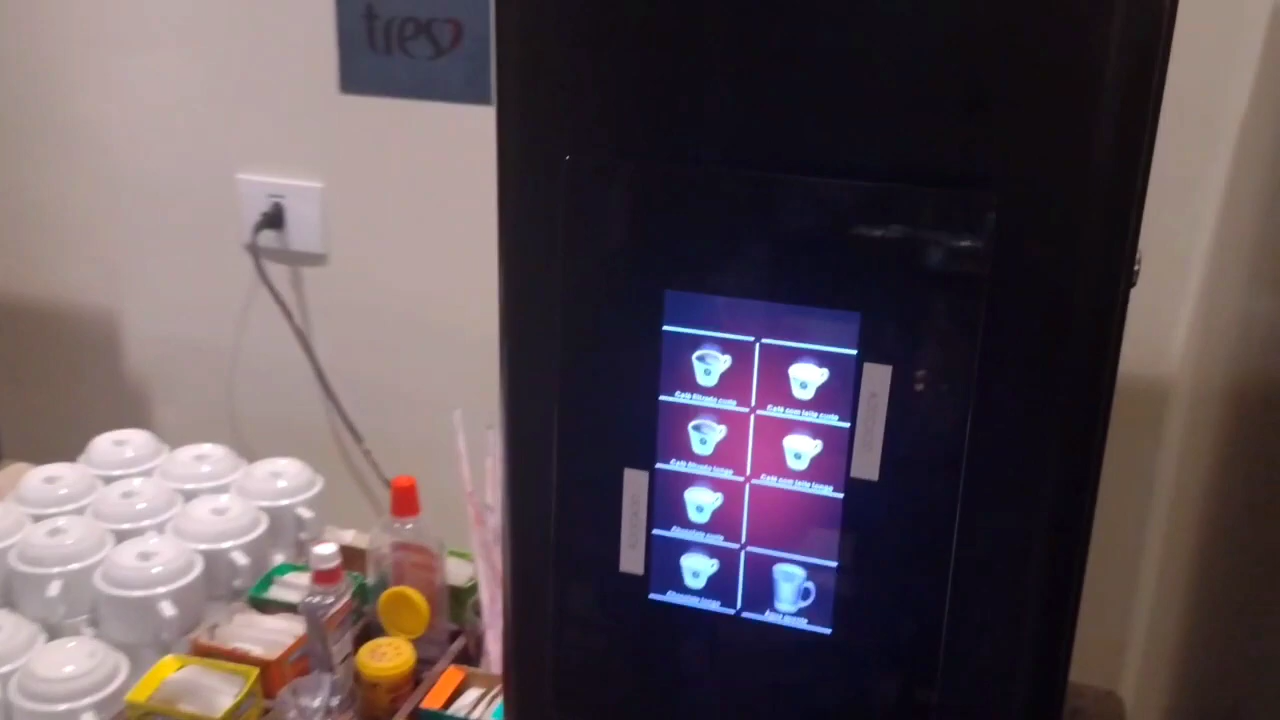 tres
Café filtrado curto
Café com leite curto
Café filtrado longo
Café com leite longo
Chocolate curto
Chocolate longo
Água quente